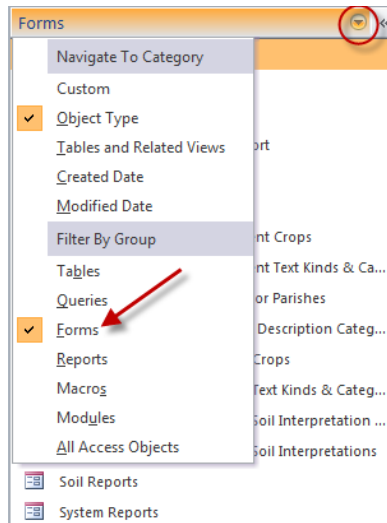 Forms «
Navigate To Category
Custom
Object Type
Tables and Related Views
ort
Created Date
Modified Date
Filter By Group
nt Crops
Tables
nt Text Kinds & Ca...
Queries
or Parishes
Forms
Description Categ...
Reports
Crops
Macros
Text Kinds & Categ...
Modules
Soil Interpretation ...
All Access Objects
Soil Interpretations
Soil Reports
System Reports